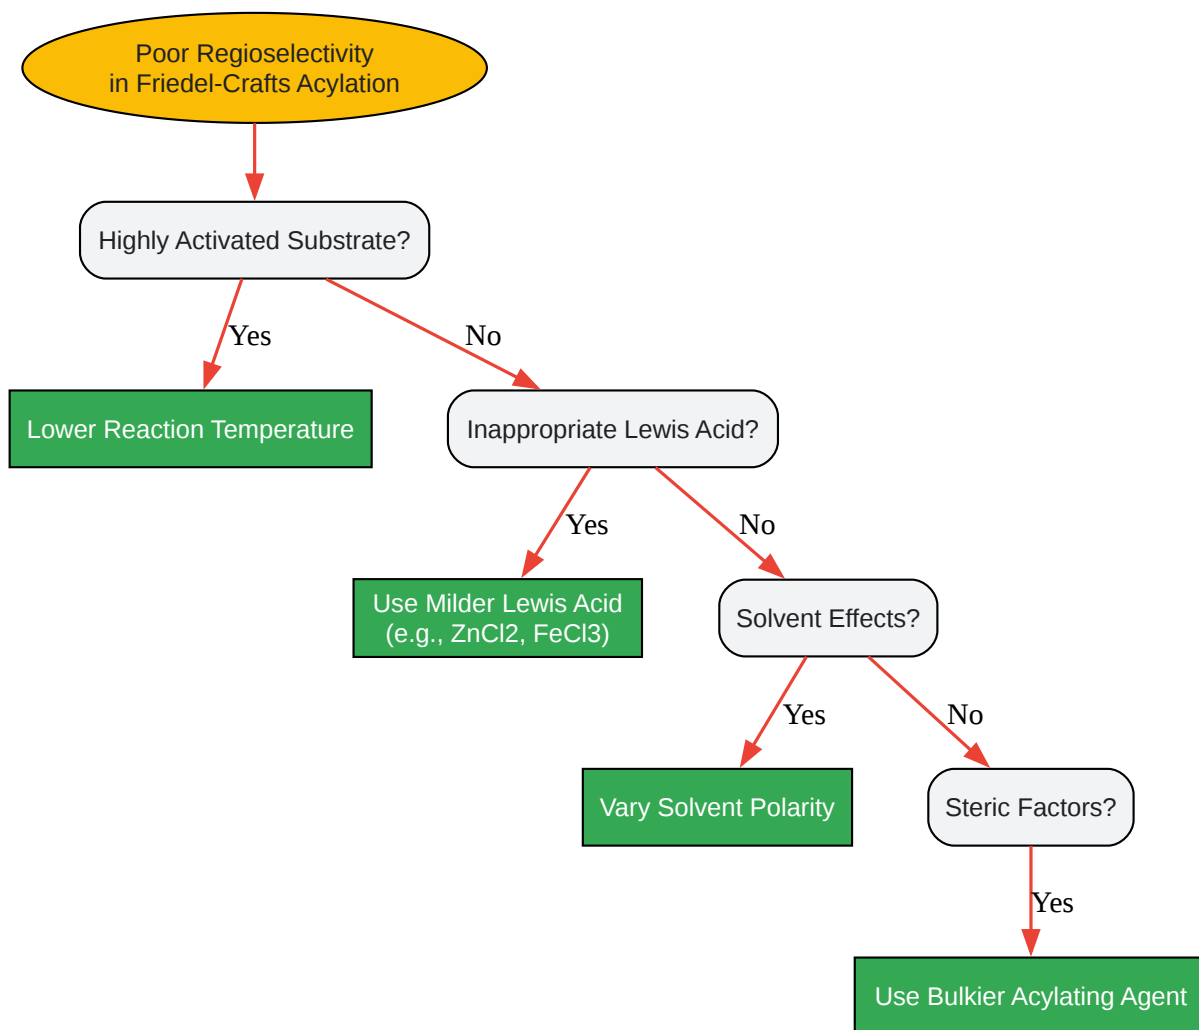 Poor Regioselectivity
in Friedel-Crafts Acylation
Highly Activated Substrate?
Yes
No
Lower Reaction Temperature
Inappropriate Lewis Acid?
Yes
No
Use Milder Lewis Acid
(e.g., ZnCl2, FeCl3)
Solvent Effects?
Yes
No
Vary Solvent Polarity
Steric Factors?
Yes
Use Bulkier Acylating Agent